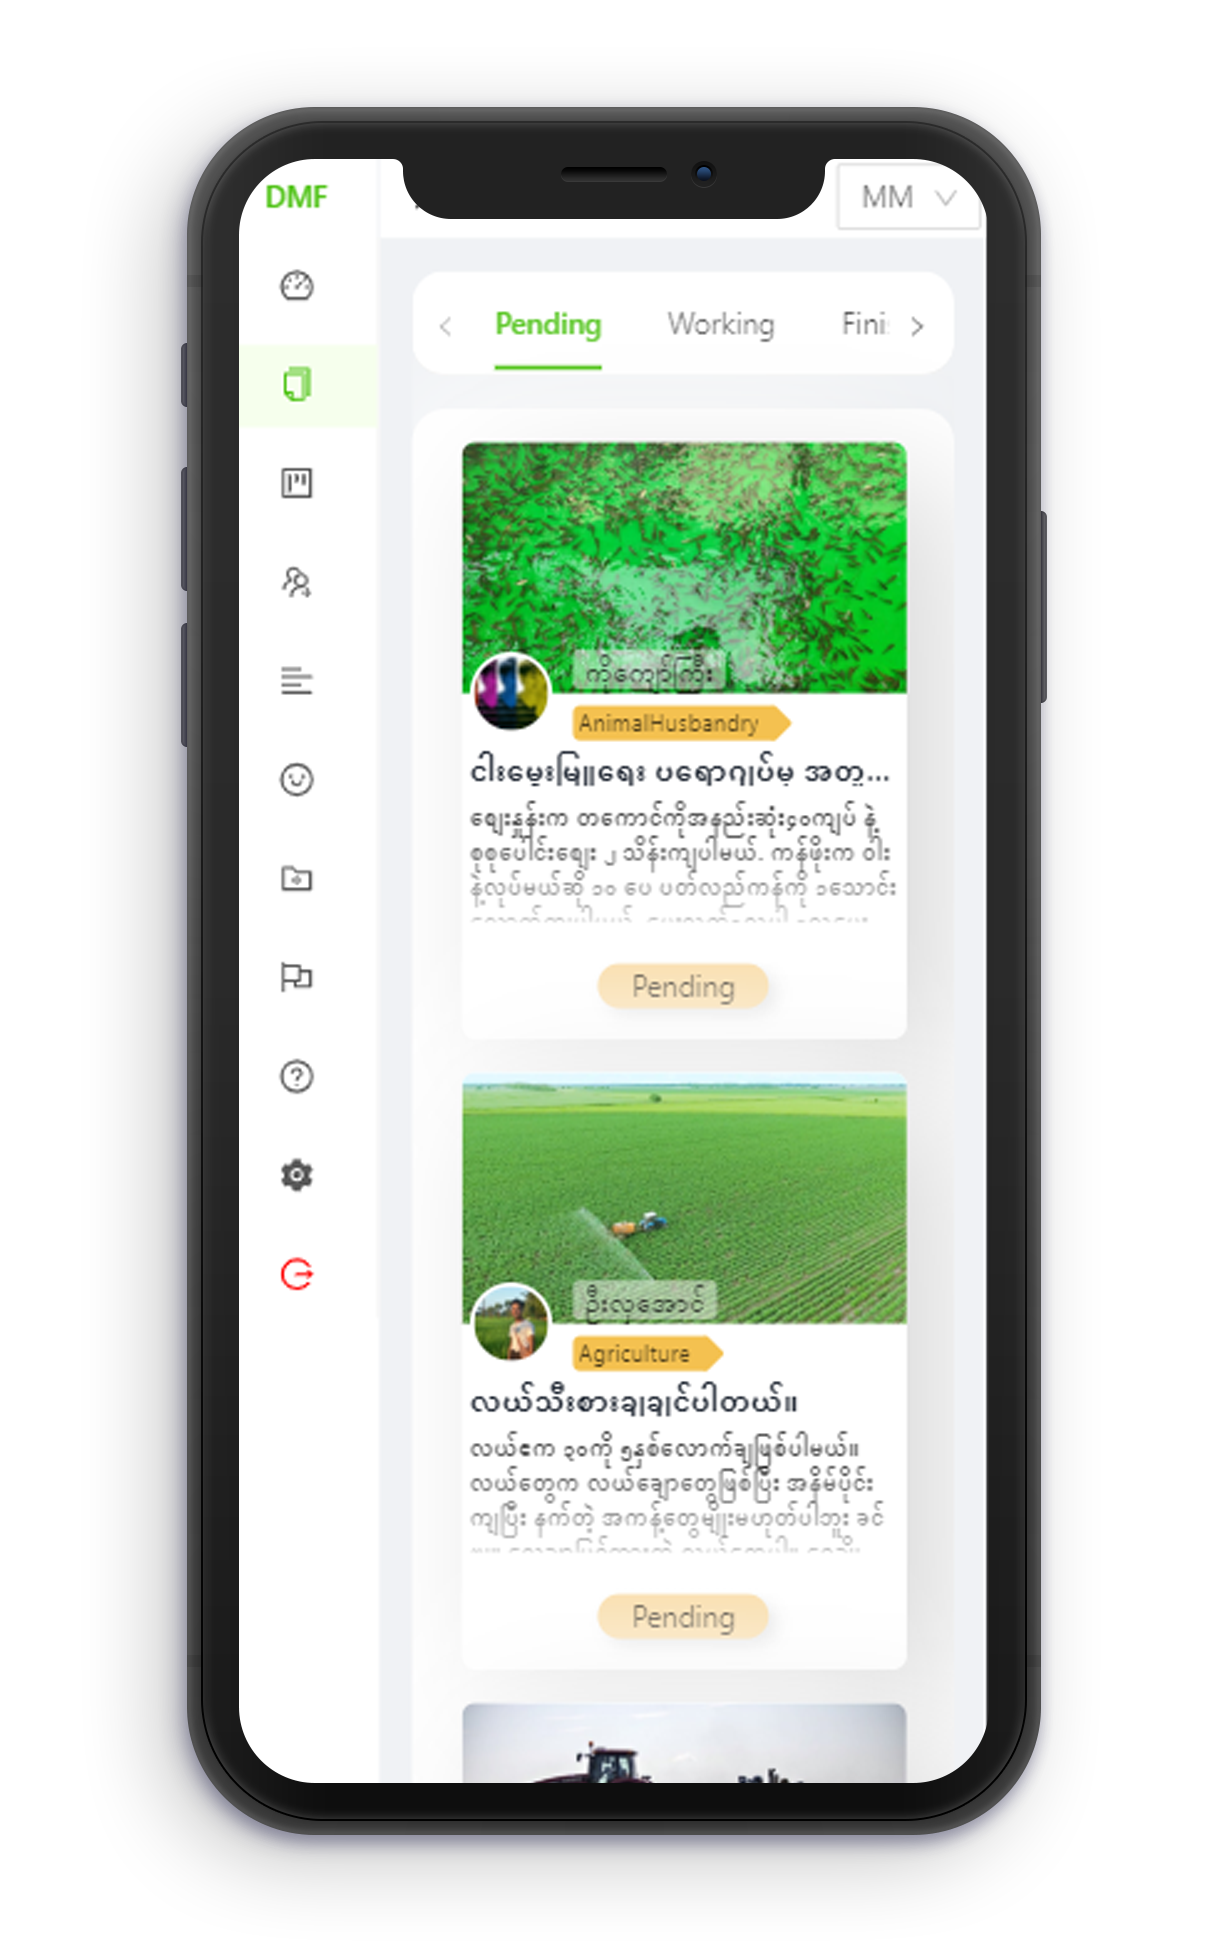 DMF
MM
Pending
Working
Fini
ကိုကျော်ကြီး
AnimalHusbandry
ငါးမွေးမြူရေး ပရောဂျပ်မှ အတူ...
ဈေးနှုန်းက တကောင်ကိုအနည်းဆုံး၄၀ကျပ် နဲ့
စုစုပေါင်းဈေး ၂ သိန်းကျပါမယ်. ကန်ဖိုးက ဝါး
နဲ့လုပ်မယ်ဆို ၁၀ ပေ ပတ်လည်ကန်ကို ၁သောင်း
Pending
ဦးလှအောင်
Agriculture
လယ်သီးစားချချင်ပါတယ်။
လယ်ဧက ၃၀ကို ၅နှစ်လောက်ချဖြစ်ပါမယ်။
လယ်တွေက လယ်ချောတွေဖြစ်ပြီး အနိမ်ပိုင်း
ကျပြီး နက်တဲ့ အကန့်တွေမျိုးမဟုတ်ပါဘူး ခင်
Pending